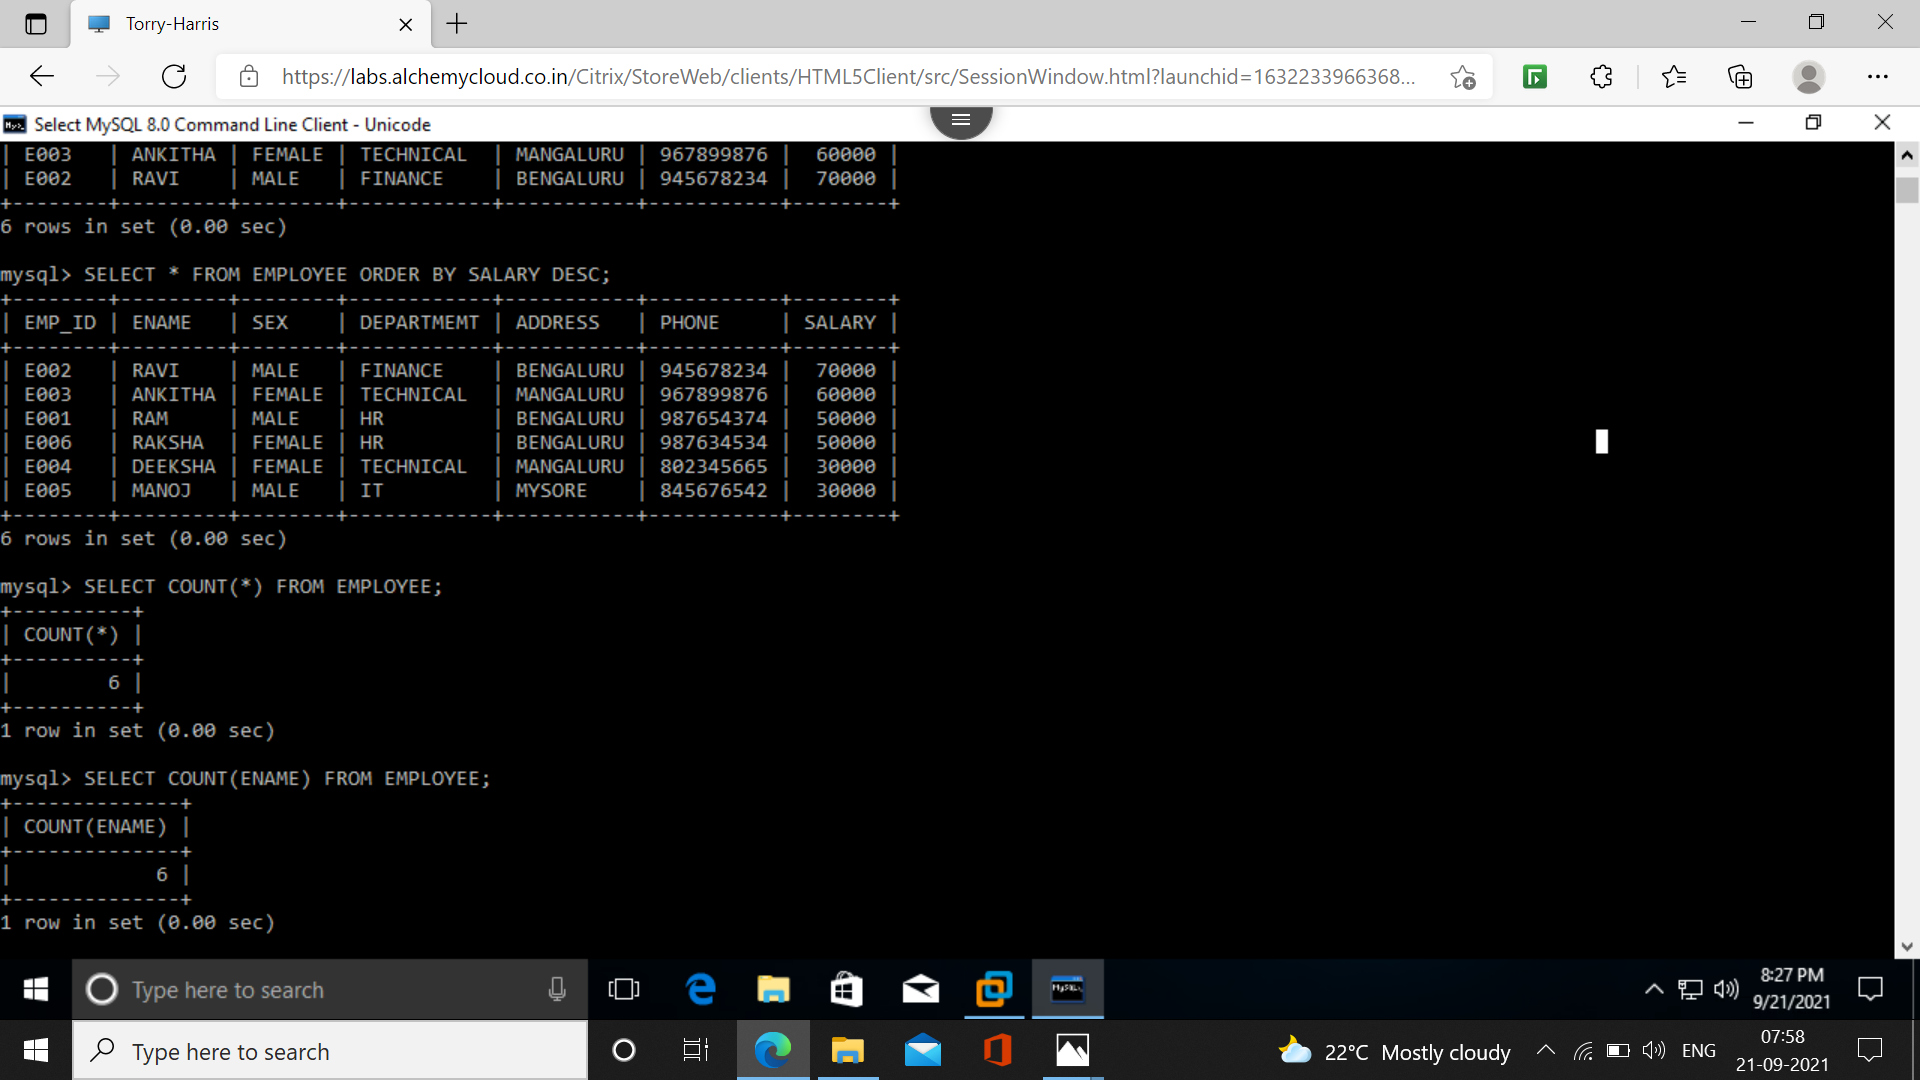 Torry-Harris
https://labs.alchemycloud.co.in/Citrix/StoreWeb/clients/HTML5Client/src/SessionWindow.html?launchid=1632233966368...
Select MySQL 8.0 Command Line Client - Unicode
| E003   | ANKITHA | FEMALE | TECHNICAL  | MANGALURU | 967899876 |  60000 |
| E002   | RAVI    | MALE   | FINANCE    | BENGALURU | 945678234 |  70000 |
+--------+---------+--------+------------+-----------+-----------+--------+
6 rows in set (0.00 sec)
mysql> SELECT * FROM EMPLOYEE ORDER BY SALARY DESC;
+--------+---------+--------+------------+-----------+-----------+--------+
| EMP_ID | ENAME   | SEX    | DEPARTMEMT | ADDRESS   | PHONE     | SALARY |
+--------+---------+--------+------------+-----------+-----------+--------+
| E002   | RAVI    | MALE   | FINANCE    | BENGALURU | 945678234 |  70000 |
| E003   | ANKITHA | FEMALE | TECHNICAL  | MANGALURU | 967899876 |  60000 |
| E001   | RAM     | MALE   | HR         | BENGALURU | 987654374 |  50000 |
| E006   | RAKSHA  | FEMALE | HR         | BENGALURU | 987634534 |  50000 |
| E004   | DEEKSHA | FEMALE | TECHNICAL  | MANGALURU | 802345665 |  30000 |
| E005   | MANOJ   | MALE   | IT         | MYSORE    | 845676542 |  30000 |
+--------+---------+--------+------------+-----------+-----------+--------+
6 rows in set (0.00 sec)
mysql> SELECT COUNT(*) FROM EMPLOYEE;
+----------+
| COUNT(*) |
+----------+
|        6 |
+----------+
1 row in set (0.00 sec)
mysql> SELECT COUNT(ENAME) FROM EMPLOYEE;
+--------------+
| COUNT(ENAME) |
+--------------+
|            6 |
+--------------+
1 row in set (0.00 sec)
Type here to search
8:27 PM
9/21/2021
Type here to search
22°C Mostly cloudy
ENG
07:58
21-09-2021